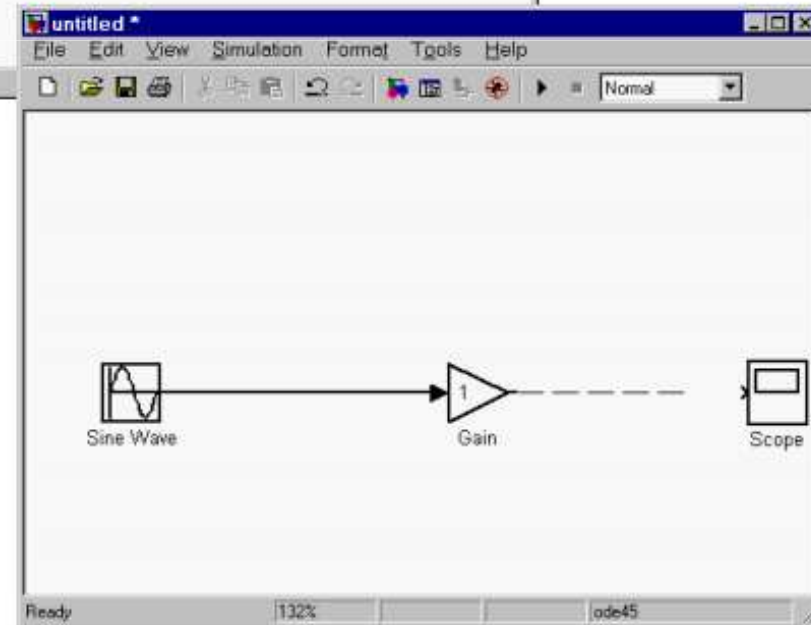 untitled *
File Edit View Simulation Format Tools Help
Normal
1
Sine Wave Gain Scope
Ready 132% ode45